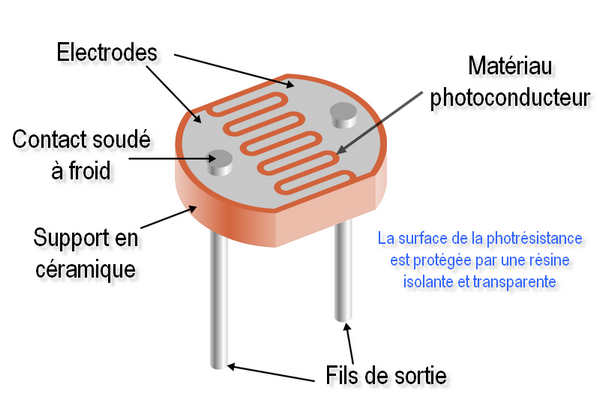 Electrodes
Matériau
photoconducteur
Contact soudé
à froid
Support en
céramique
La surface de la photrésistance
est protégée par une résine
isolante et transparente
Fils de sortie